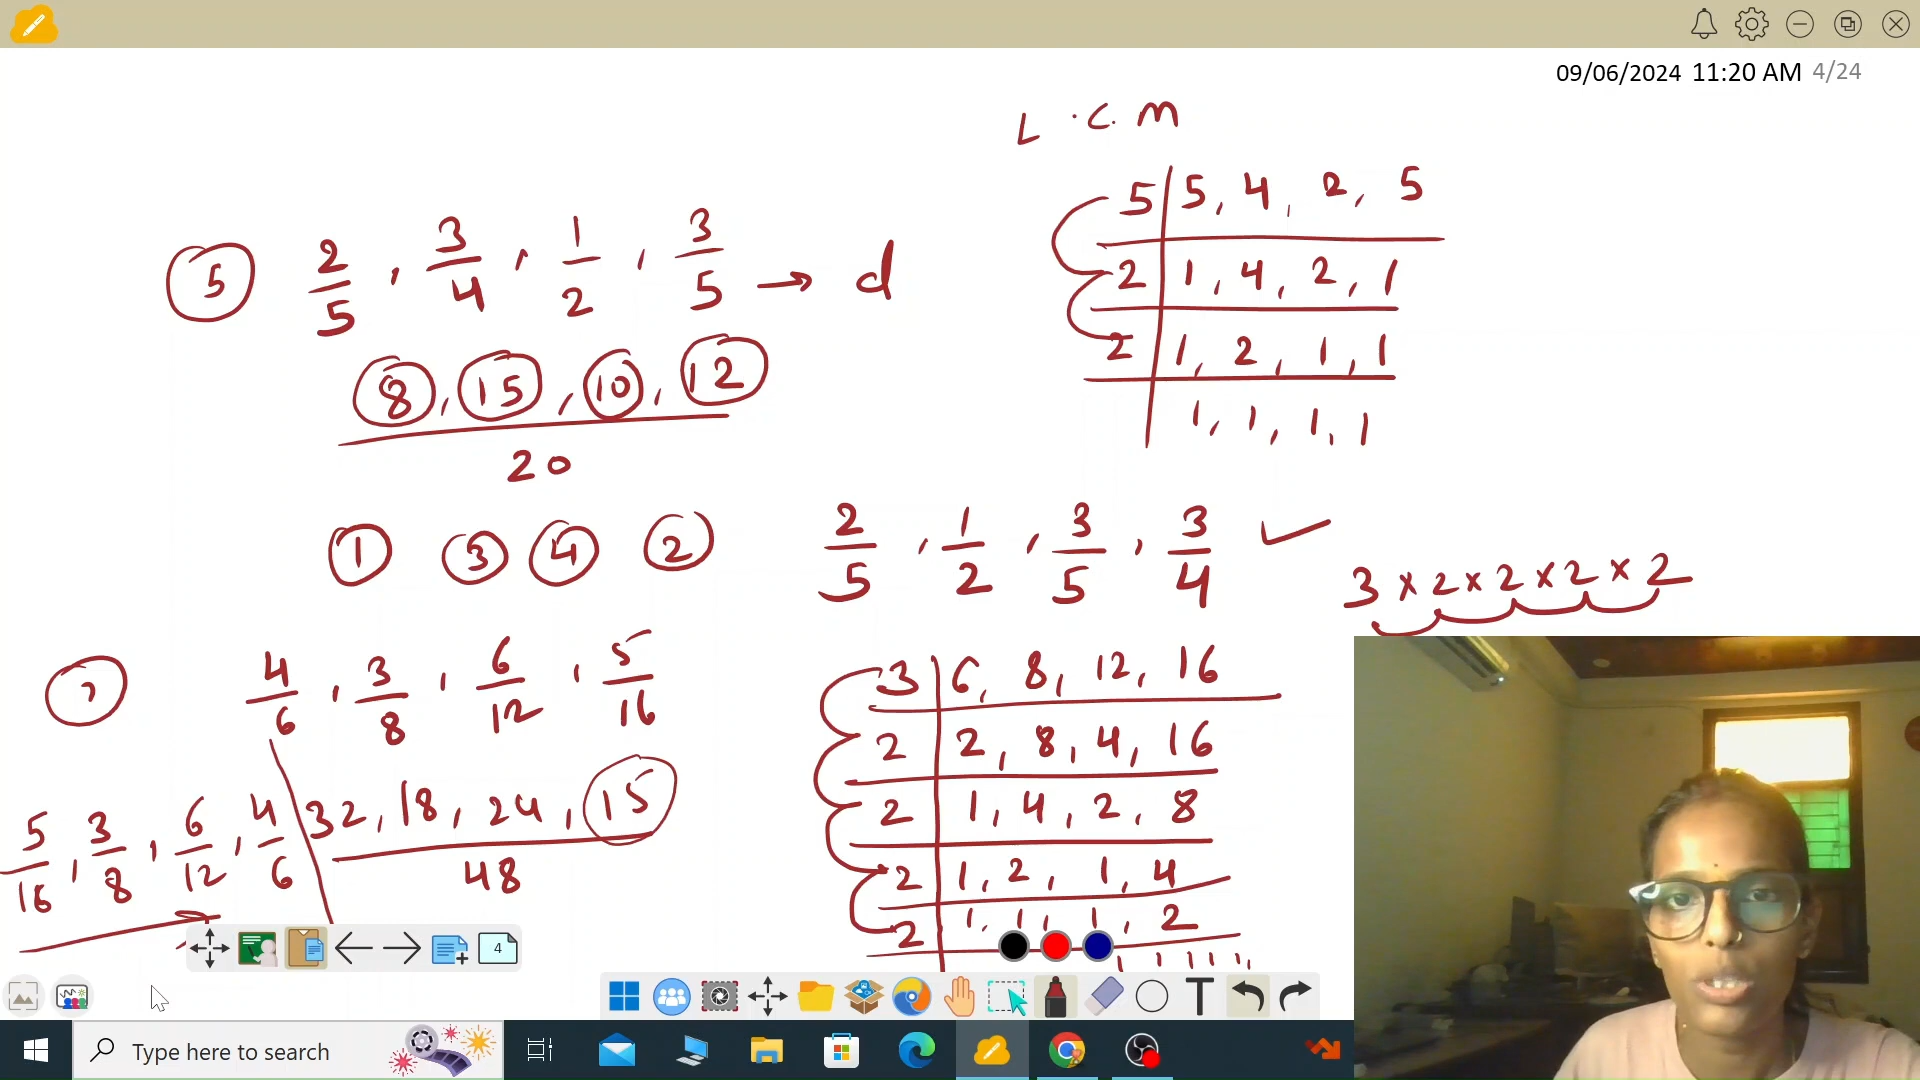 09/06/2024 11:20 AM 4/24
L.C.M
5 | 5, 4, 2, 5
2 | 1, 4, 2, 1
2 | 1, 2, 1, 1
1, 1, 1, 1
5 2/5, 3/4, 1/2, 3/5 → d
8, 15, 10, 12
20
1 3 4 2
2/5, 1/2, 3/5, 3/4 ✓
3 × 2 × 2 × 2 × 2
4/6, 3/8, 6/12, 5/16
32, 18, 24, 15
48
5/16, 3/8, 6/12, 4/6
3 | 6, 8, 12, 16
2 | 2, 8, 4, 16
2 | 1, 4, 2, 8
2 | 1, 2, 1, 4
2 | 1, 1, 1, 2
4
T
Type here to search